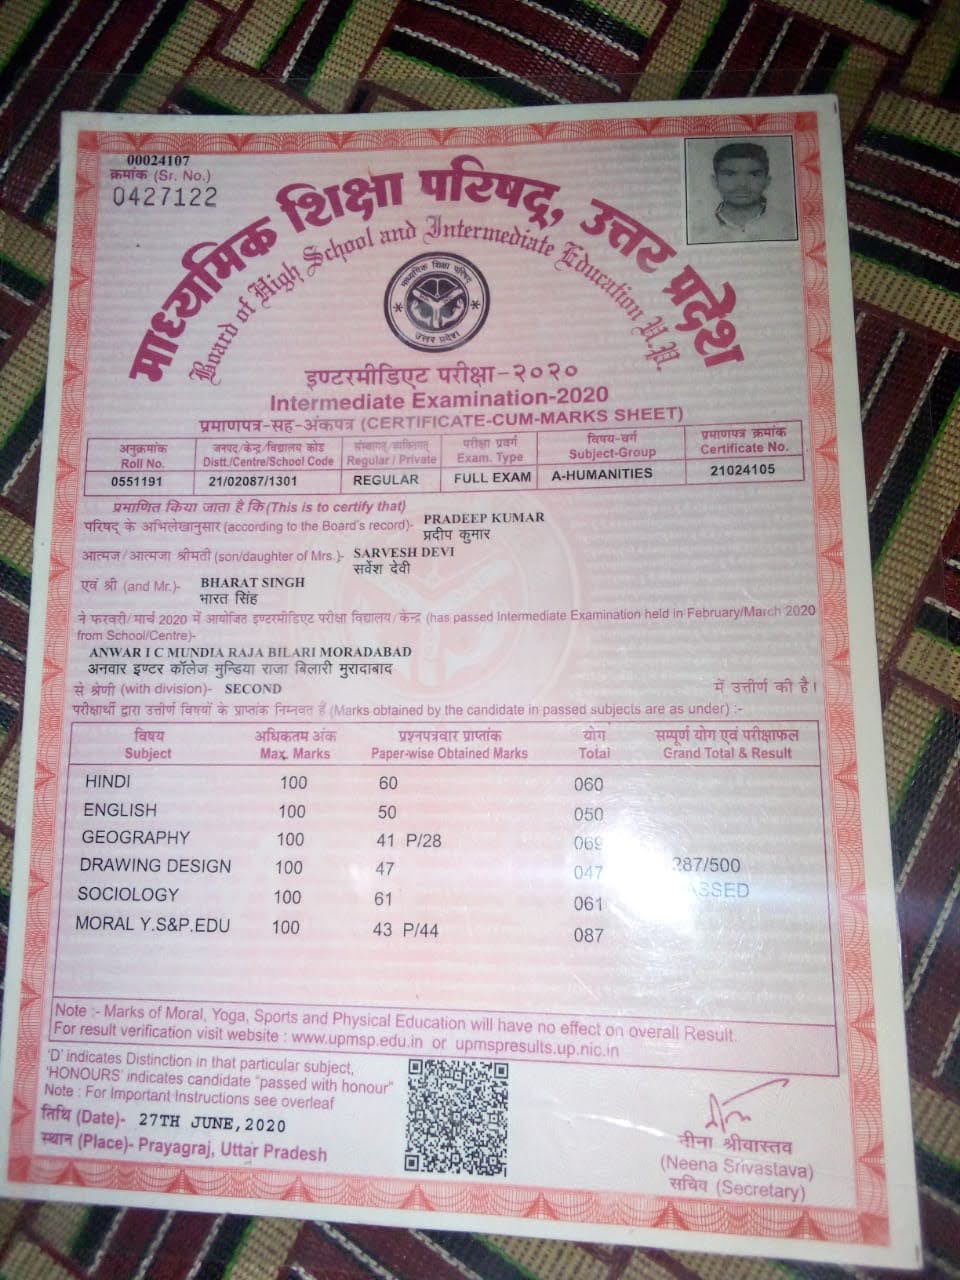 00024107
क्रमांक (Sr. No.)
0427122
माध्यमिक शिक्षा परिषद्, उत्तर प्रदेश
Board of High School and Intermediate Education U.P.
माध्यमिक शिक्षा परिषद्
उत्तर प्रदेश
इण्टरमीडिएट परीक्षा-२०२०
Intermediate Examination-2020
प्रमाणपत्र-सह-अंकपत्र (CERTIFICATE-CUM-MARKS SHEET)
अनुक्रमांक जनपद/केन्द्र/विद्यालय कोड संस्थागत/व्यक्तिगत् परीक्षा प्रवर्ग विषय-वर्ग प्रमाणपत्र क्रमांक
Roll No. Distt./Centre/School Code Regular / Private Exam. Type Subject-Group Certificate No.
0551191 21/02087/1301 REGULAR FULL EXAM A-HUMANITIES 21024105
प्रमाणित किया जाता है कि (This is to certify that)
परिषद् के अभिलेखानुसार (according to the Board's record)- PRADEEP KUMAR
प्रदीप कुमार
आत्मज/आत्मजा श्रीमती (son/daughter of Mrs.)- SARVESH DEVI
सर्वेश देवी
एवं श्री (and Mr.)- BHARAT SINGH
भारत सिंह
ने फरवरी/मार्च 2020 में आयोजित इण्टरमीडिएट परीक्षा विद्यालय/केन्द्र (has passed Intermediate Examination held in February/March 2020
from School/Centre)-
ANWAR I C MUNDIA RAJA BILARI MORADABAD
अनवार इण्टर कॉलेज मुन्डिया राजा बिलारी मुरादाबाद
से श्रेणी (with division)- SECOND में उत्तीर्ण की है।
परीक्षार्थी द्वारा उत्तीर्ण विषयों के प्राप्तांक निम्नवत हैं (Marks obtained by the candidate in passed subjects are as under) :-
विषय अधिकतम अंक प्रश्नपत्रवार प्राप्तांक योग सम्पूर्ण योग एवं परीक्षाफल
Subject Max. Marks Paper-wise Obtained Marks Total Grand Total & Result
HINDI 100 60 060
ENGLISH 100 50 050
GEOGRAPHY 100 41 P/28 069
DRAWING DESIGN 100 47 047 287/500
SOCIOLOGY 100 61 061 PASSED
MORAL Y.S&P.EDU 100 43 P/44 087
Note :- Marks of Moral, Yoga, Sports and Physical Education will have no effect on overall Result.
For result verification visit website : www.upmsp.edu.in or upmspresults.up.nic.in
'D' indicates Distinction in that particular subject,
'HONOURS' indicates candidate "passed with honour"
Note : For Important Instructions see overleaf
तिथि (Date)- 27TH JUNE,2020
स्थान (Place)- Prayagraj, Uttar Pradesh
नीना श्रीवास्तव
(Neena Srivastava)
सचिव (Secretary)